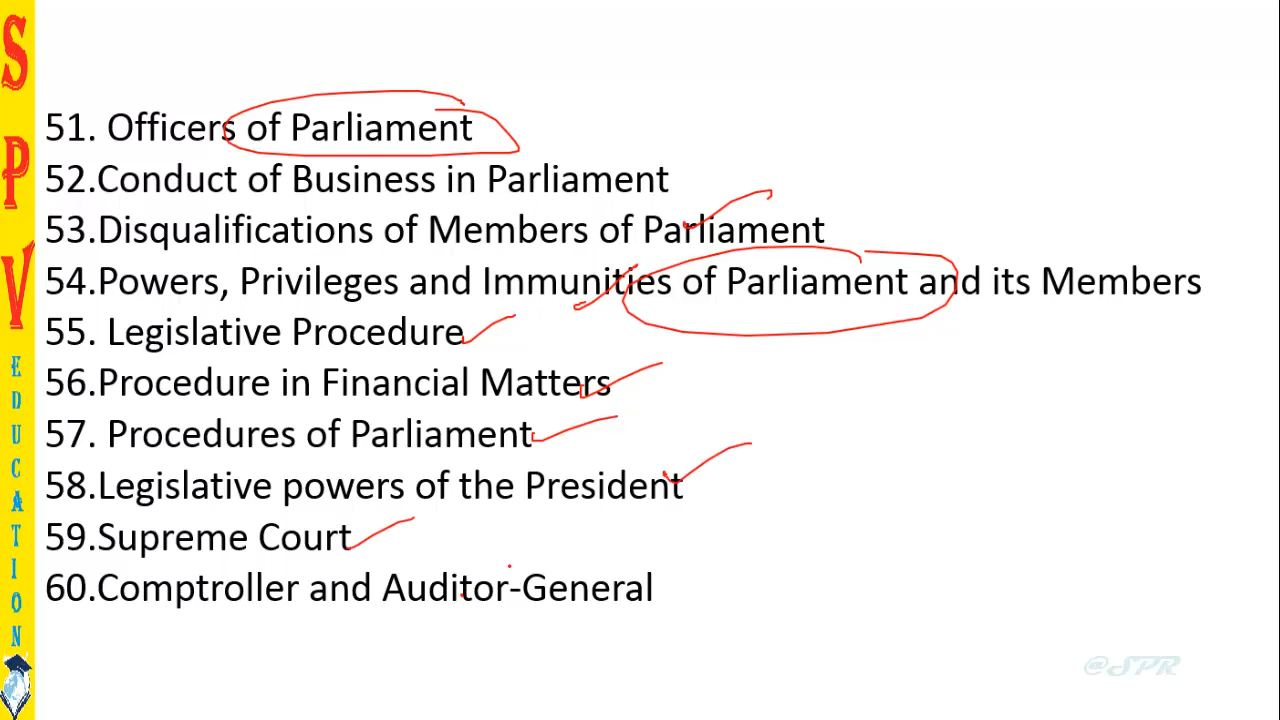 SPV EDUCATION
51. Officers of Parliament
52.Conduct of Business in Parliament
53.Disqualifications of Members of Parliament
54.Powers, Privileges and Immunities of Parliament and its Members
55. Legislative Procedure
56.Procedure in Financial Matters
57. Procedures of Parliament
58.Legislative powers of the President
59.Supreme Court
60.Comptroller and Auditor-General
@SPR